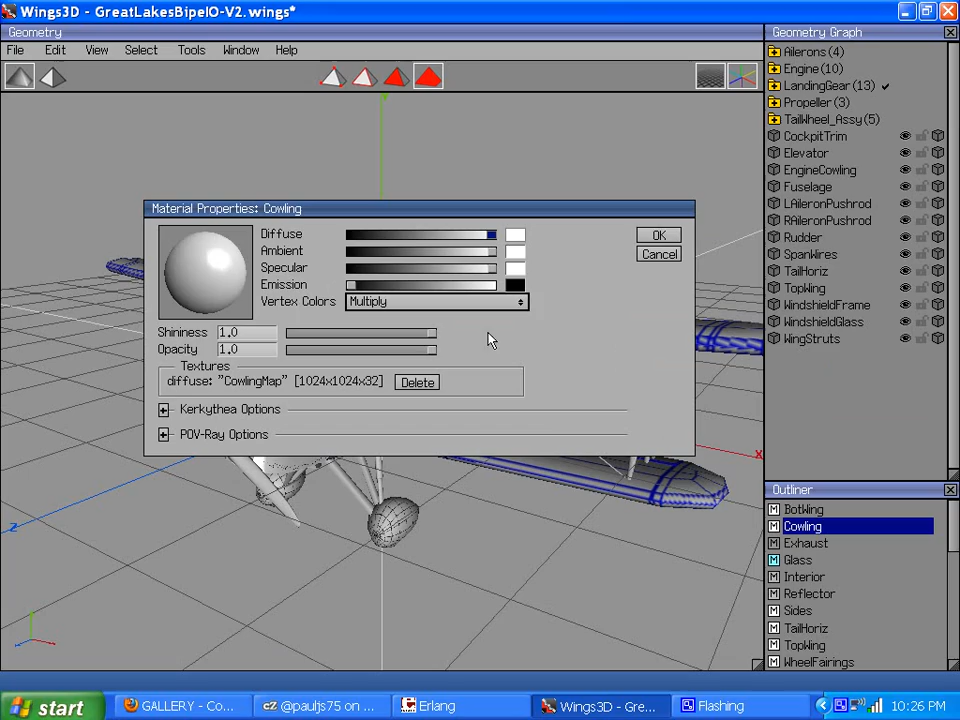 Wings3D - GreatLakesBipeIO-V2.wings*
Geometry
File Edit View Select Tools Window Help
Material Properties: Cowling
Diffuse
Ambient
Specular
Emission
Vertex Colors Multiply
Shininess 1.0
Opacity 1.0
Textures
diffuse: "CowlingMap" [1024x1024x32] Delete
Kerkythea Options
POV-Ray Options
OK
Cancel
X
Z
Geometry Graph
Ailerons(4)
Engine(10)
LandingGear(13)
Propeller(3)
TailWheel_Assy(5)
CockpitTrim
Elevator
EngineCowling
Fuselage
LAileronPushrod
RAileronPushrod
Rudder
SpanWires
TailHoriz
TopWing
WindshieldFrame
WindshieldGlass
WingStruts
Outliner
M BotWing
M Cowling
M Exhaust
M Glass
M Interior
M Reflector
M Sides
M TailHoriz
M TopWing
M WheelFairings
start GALLERY - Co... @pauljs75 on ... Erlang Wings3D - Gre... Flashing 10:26 PM